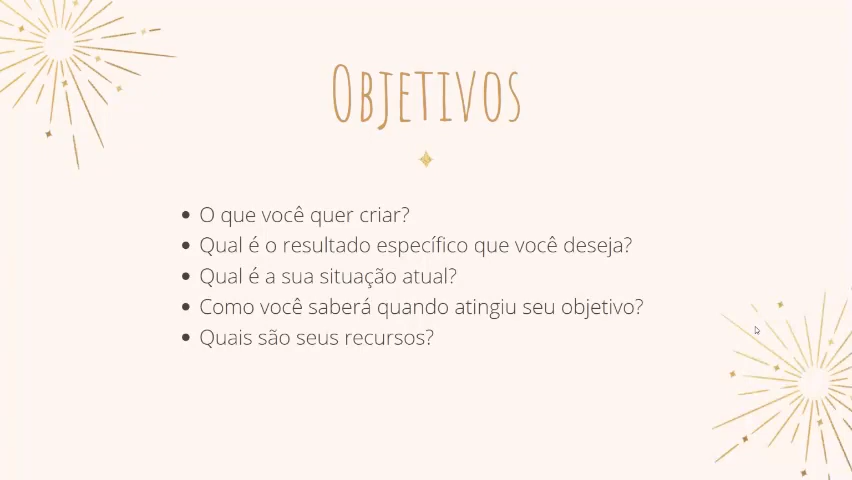 Objetivos
• O que você quer criar?
• Qual é o resultado específico que você deseja?
• Qual é a sua situação atual?
• Como você saberá quando atingiu seu objetivo?
• Quais são seus recursos?